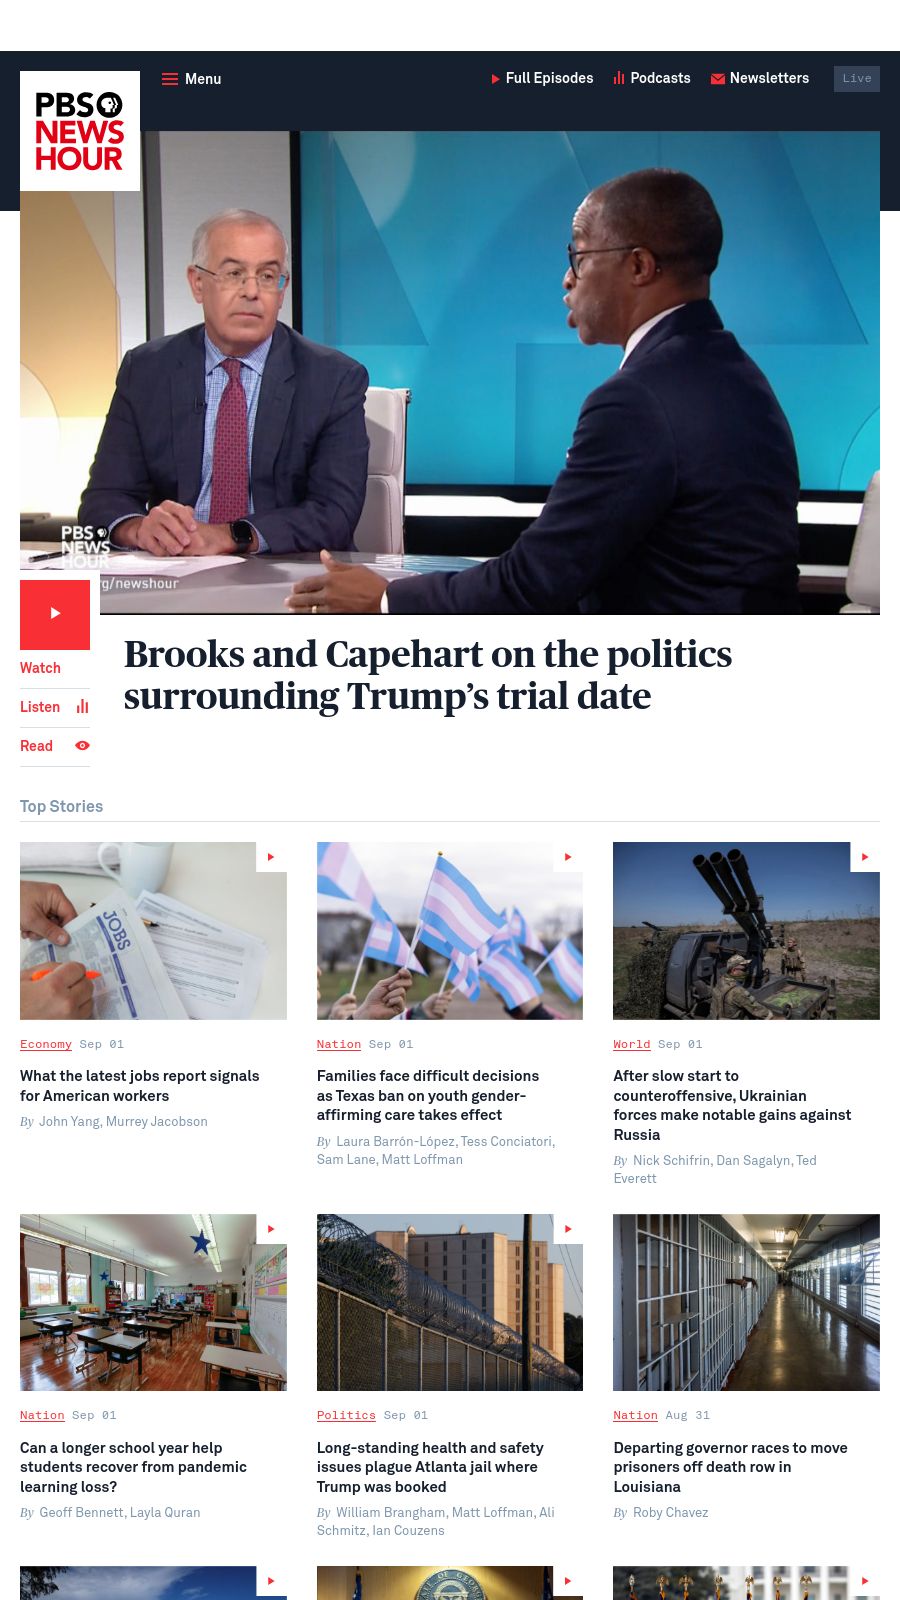 PBS
NEWS
HOUR
Menu
Full Episodes
Podcasts
Newsletters
Live
PBS
NEWS
HOUR
rg/newshour
Watch
Listen
Read
Brooks and Capehart on the politics
surrounding Trump's trial date
Top Stories
JOBS
Economy Sep 01
What the latest jobs report signals
for American workers
By John Yang, Murrey Jacobson
Nation Sep 01
Families face difficult decisions
as Texas ban on youth gender-
affirming care takes effect
By Laura Barrón-López, Tess Conciatori,
Sam Lane, Matt Loffman
World Sep 01
After slow start to
counteroffensive, Ukrainian
forces make notable gains against
Russia
By Nick Schifrin, Dan Sagalyn, Ted
Everett
Nation Sep 01
Can a longer school year help
students recover from pandemic
learning loss?
By Geoff Bennett, Layla Quran
Politics Sep 01
Long-standing health and safety
issues plague Atlanta jail where
Trump was booked
By William Brangham, Matt Loffman, Ali
Schmitz, Ian Couzens
Nation Aug 31
Departing governor races to move
prisoners off death row in
Louisiana
By Roby Chavez